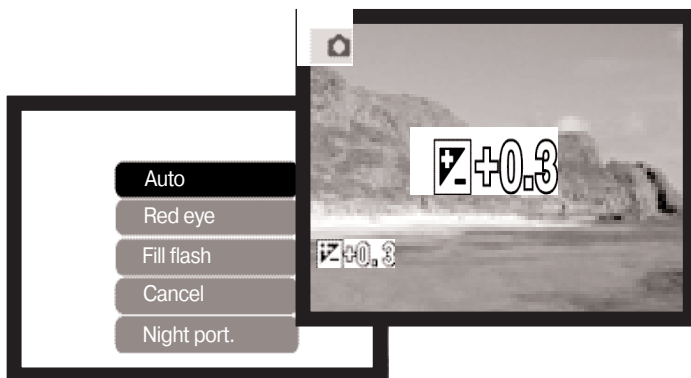 Auto
Red eye
Fill flash
Cancel
Night port.
+0.3
+0.3